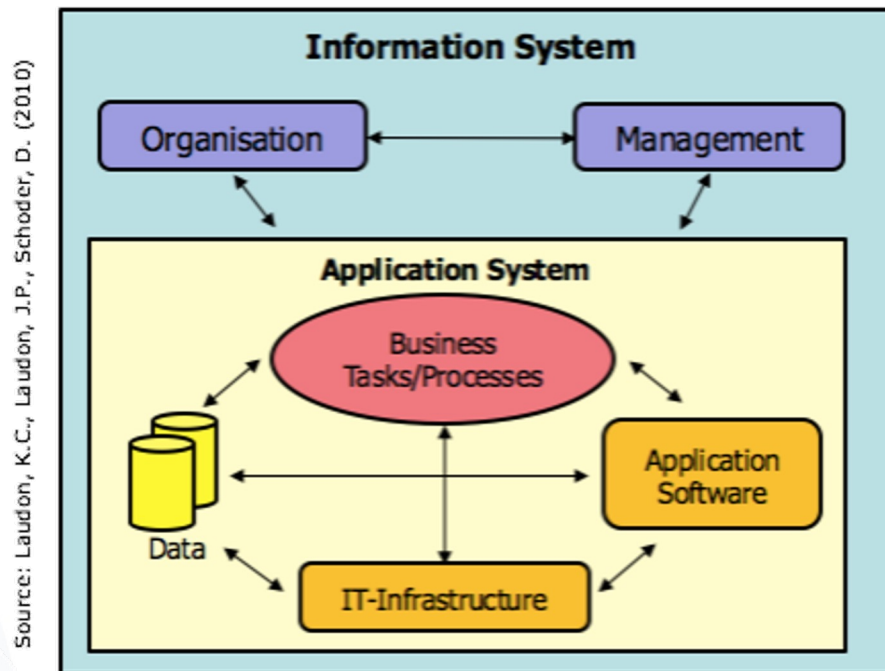 Information System
Organisation
Management
Application System
Business
Tasks/Processes
Application
Software
Data
IT-Infrastructure
Source: Laudon, K.C., Laudon, J.P., Schoder, D. (2010)